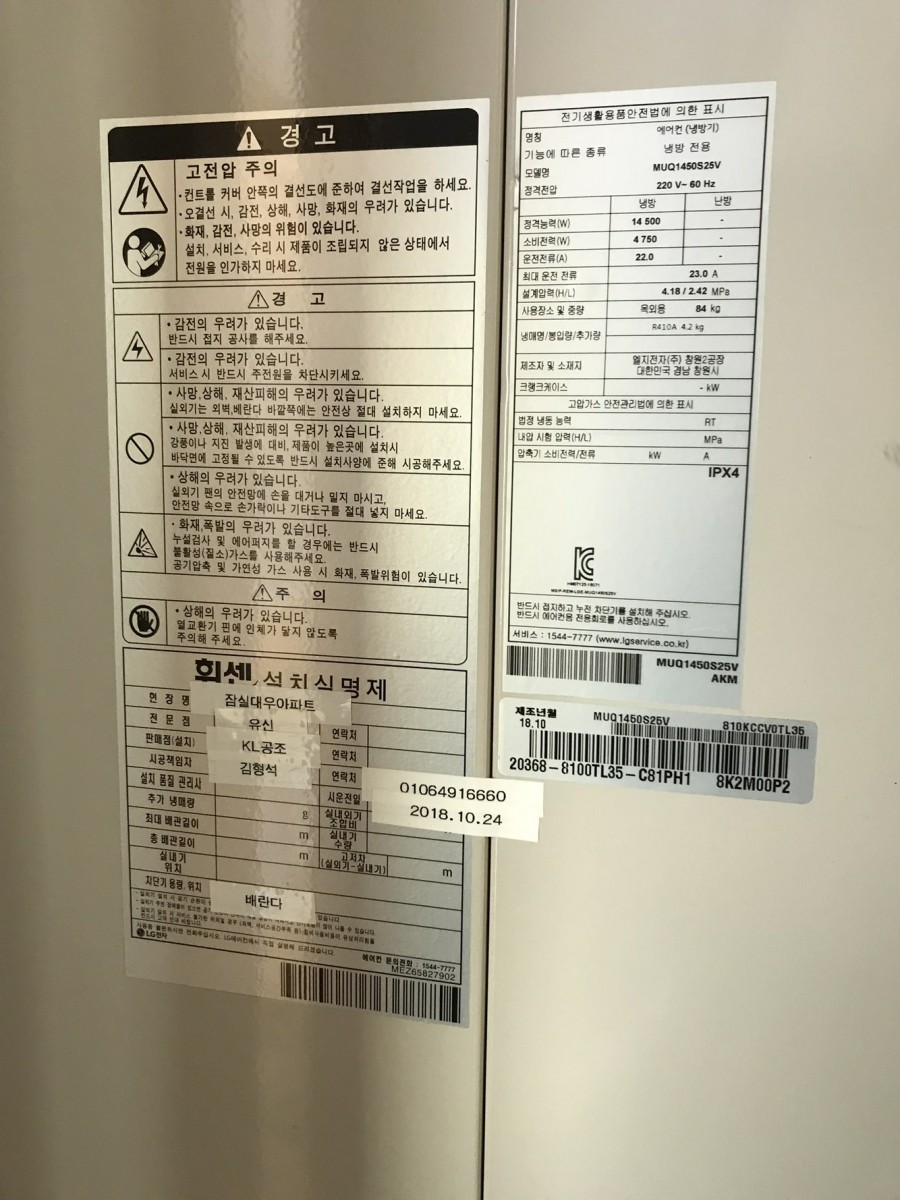 경 고
고전압 주의
• 컨트롤 커버 안쪽의 결선도에 준하여 결선작업을 하세요.
• 오결선 시, 감전, 상해, 사망, 화재의 우려가 있습니다.
• 화재, 감전, 사망의 위험이 있습니다.
설치, 서비스, 수리 시 제품이 조립되지 않은 상태에서
전원을 인가하지 마세요.
경 고
• 감전의 우려가 있습니다.
반드시 접지 공사를 해주세요.
• 감전의 우려가 있습니다.
서비스 시 반드시 주전원을 차단시키세요.
• 사망,상해, 재산피해의 우려가 있습니다.
실외기는 외벽,베란다 바깥쪽에는 안전상 절대 설치하지 마세요.
• 사망,상해, 재산피해의 우려가 있습니다.
강풍이나 지진 발생에 대비, 제품이 높은곳에 설치시
바닥면에 고정될 수 있도록 반드시 설치사양에 준해 시공해주세요.
• 상해의 우려가 있습니다.
실외기 팬의 안전망에 손을 대거나 밀지 마시고,
안전망 속으로 손가락이나 기타도구를 절대 넣지 마세요.
• 화재,폭발의 우려가 있습니다.
누설검사 및 에어퍼지를 할 경우에는 반드시
불활성(질소)가스를 사용해주세요.
공기압축 및 가연성 가스 사용 시 화재, 폭발위험이 있습니다.
주 의
• 상해의 우려가 있습니다.
열교환기 핀에 인체가 닿지 않도록
주의해 주세요.
휘센 설치실명제
현 장 명 잠실대우아파트
전 문 점 유신 연락처
판매점(설치) KL공조 연락처
시공책임자 김형석 연락처
설치 품질 관리사 시운전일 01064916660
2018.10.24
추가 냉매량 g 실내외기 조합비
최대 배관길이 m 실내기 수량
총 배관길이 m 고저차 (실외기-실내기) m
실내기 위치
차단기 용량, 위치 배란다
LG전자
에어컨 문의전화 : 1544-7777
MEZ65827902
전기생활용품안전법에 의한 표시
명칭 에어컨 (냉방기)
기능에 따른 종류 냉방 전용
모델명 MUQ1450S25V
정격전압 220 V~ 60 Hz
냉방 난방
정격능력(W) 14 500 -
소비전력(W) 4 750 -
운전전류(A) 22.0 -
최대 운전 전류 23.0 A
설계압력(H/L) 4.18 / 2.42 MPa
사용장소 및 중량 옥외용 84 kg
냉매명/봉입량/추가량 R410A 4.2 kg
제조자 및 소재지 엘지전자(주) 창원2공장
대한민국 경남 창원시
크랭크케이스 - kW
고압가스 안전관리법에 의한 표시
법정 냉동 능력 RT
내압 시험 압력(H/L) MPa
압축기 소비전력/전류 kW A
IPX4
반드시 접지하고 누전 차단기를 설치해 주십시오.
반드시 에어컨용 전용회로를 사용하십시오.
서비스 : 1544-7777 (www.lgservice.co.kr)
MUQ1450S25V
AKM
제조년월 MUQ1450S25V 810KCCV0TL35
18.10
20368-8100TL35-C81PH1 8K2M00P2